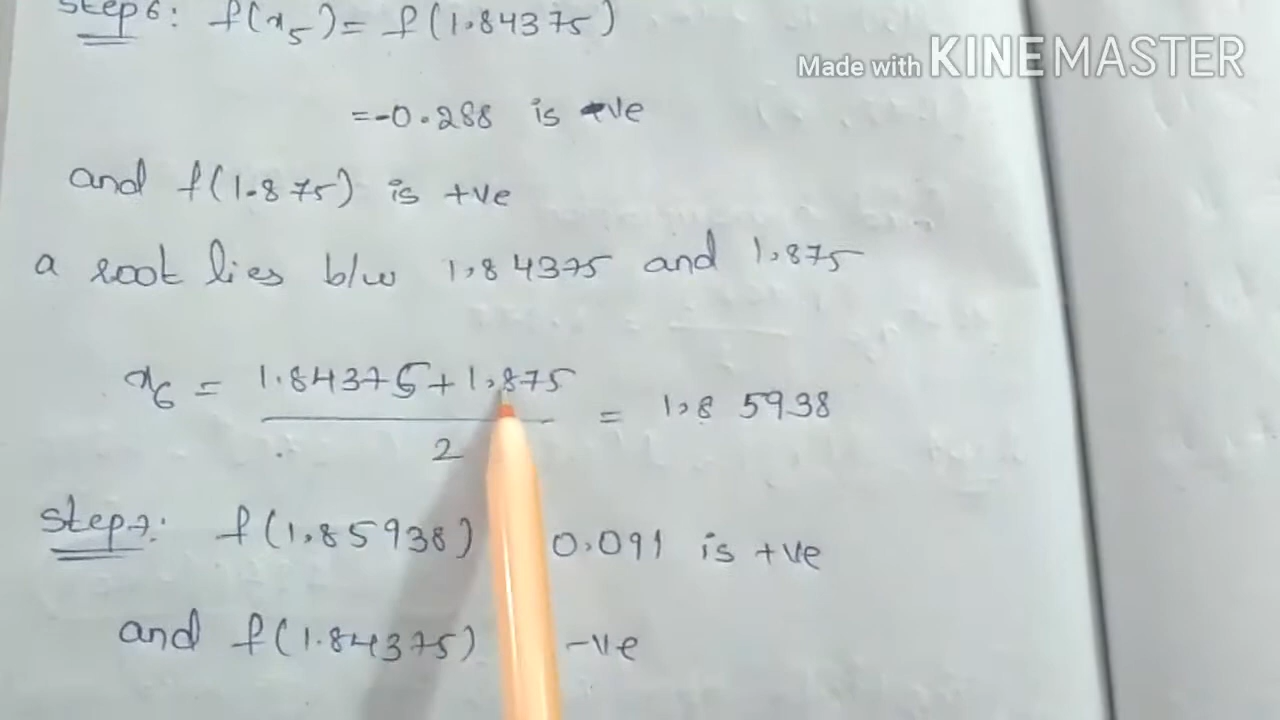 Step 6: f(x5) = f(1.84375)
Made with KINEMASTER
= -0.288 is -ve
and f(1.875) is +ve
a root lies b/w 1.84375 and 1.875
x6 = 1.84375 + 1.875 / 2 = 1.85938
Step 7: f(1.85938) 0.091 is +ve
and f(1.84375) -ve